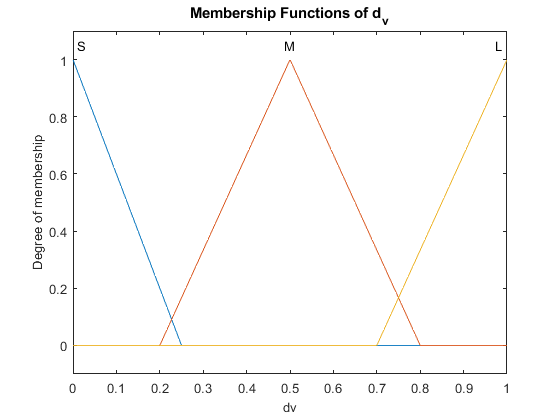 Membership Functions of d_v
S M L
Degree of membership
1
0.8
0.6
0.4
0.2
0
0 0.1 0.2 0.3 0.4 0.5 0.6 0.7 0.8 0.9 1
dv